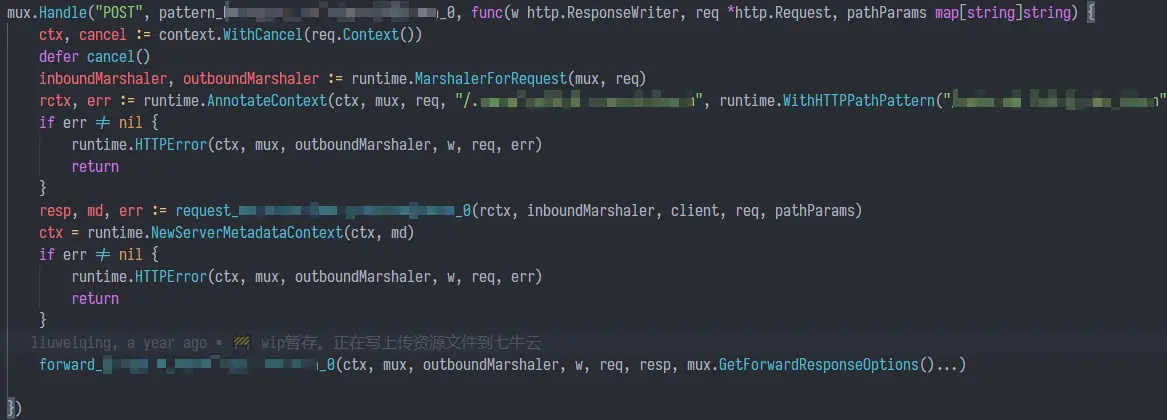 mux.Handle("POST", pattern_ _0, func(w http.ResponseWriter, req *http.Request, pathParams map[string]string) {
ctx, cancel := context.WithCancel(req.Context())
defer cancel()
inboundMarshaler, outboundMarshaler := runtime.MarshalerForRequest(mux, req)
rctx, err := runtime.AnnotateContext(ctx, mux, req, "/. ", runtime.WithHTTPPathPattern("/ "
if err ≠ nil {
runtime.HTTPError(ctx, mux, outboundMarshaler, w, req, err)
return
}
resp, md, err := request_ _0(rctx, inboundMarshaler, client, req, pathParams)
ctx = runtime.NewServerMetadataContext(ctx, md)
if err ≠ nil {
runtime.HTTPError(ctx, mux, outboundMarshaler, w, req, err)
return
}
liuweiqing, a year ago • 🚧 wip暂存。正在写上传资源文件到七牛云
forward_ _0(ctx, mux, outboundMarshaler, w, req, resp, mux.GetForwardResponseOptions()...)
})